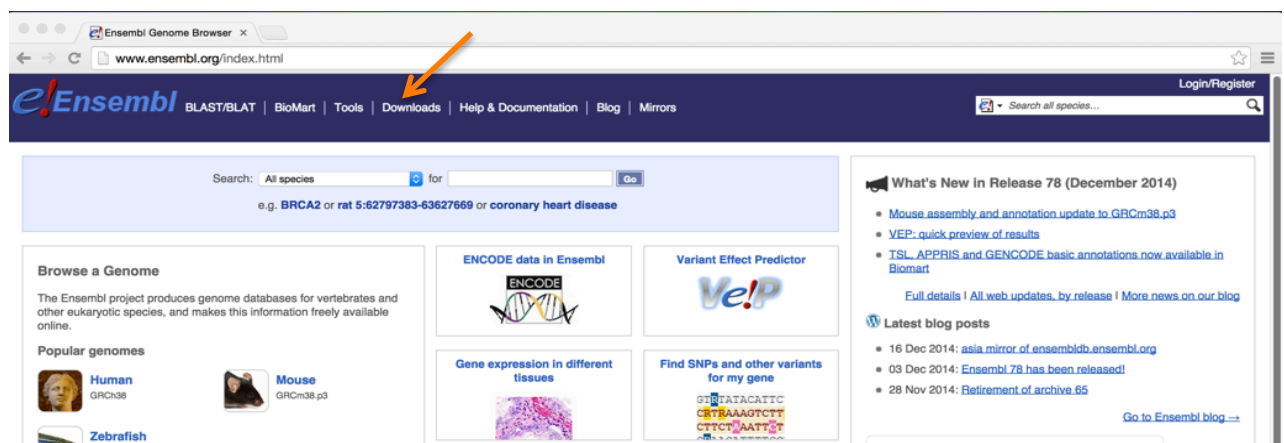 Ensembl Genome Browser ×
www.ensembl.org/index.html
Login/Register
e!Ensembl BLAST/BLAT | BioMart | Tools | Downloads | Help & Documentation | Blog | Mirrors
e! Search all species...
Search: All species for Go
e.g. BRCA2 or rat 5:62797383-63627669 or coronary heart disease
Browse a Genome
The Ensembl project produces genome databases for vertebrates and
other eukaryotic species, and makes this information freely available
online.
Popular genomes
Human
GRCh38
Mouse
GRCm38.p3
Zebrafish
ENCODE data in Ensembl
ENCODE
Variant Effect Predictor
Ve!P
Gene expression in different
tissues
Find SNPs and other variants
for my gene
GTRTATACATTC
CRTRAAAGTCTT
What's New in Release 78 (December 2014)
Mouse assembly and annotation update to GRCm38.p3
VEP: quick preview of results
TSL, APPRIS and GENCODE basic annotations now available in
Biomart
Full details | All web updates, by release | More news on our blog
Latest blog posts
16 Dec 2014: asia mirror of ensembldb.ensembl.org
03 Dec 2014: Ensembl 78 has been released!
28 Nov 2014: Retirement of archive 65
Go to Ensembl blog →